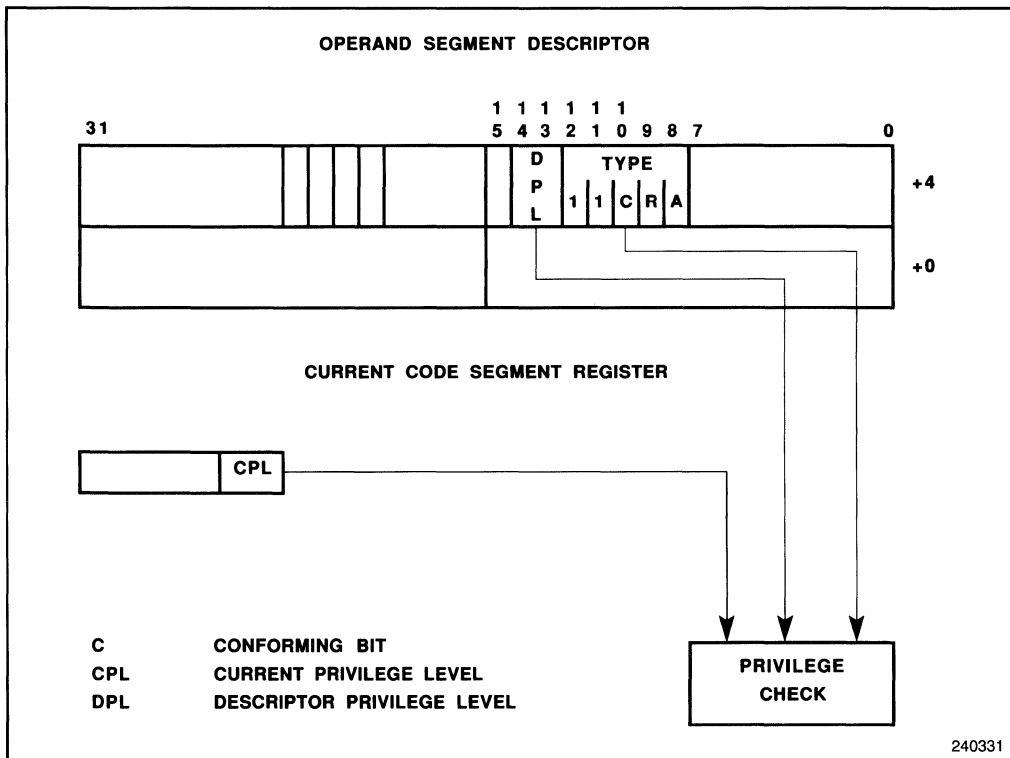 OPERAND SEGMENT DESCRIPTOR
1 1 1 1 1 1
31 5 4 3 2 1 0 9 8 7 0
D
P
L
TYPE
1 1 C R A
+4
+0
CURRENT CODE SEGMENT REGISTER
CPL
C CONFORMING BIT
CPL CURRENT PRIVILEGE LEVEL
DPL DESCRIPTOR PRIVILEGE LEVEL
PRIVILEGE
CHECK
240331